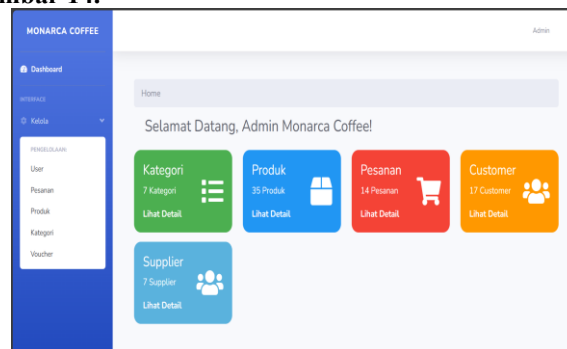 MONARCA COFFEE
Admin
Dashboard
INTERFACE
Kelola
PENGELOLAAN:
User
Pesanan
Produk
Kategori
Voucher
Home
Selamat Datang, Admin Monarca Coffee!
Kategori
7 Kategori
Lihat Detail
Produk
35 Produk
Lihat Detail
Pesanan
14 Pesanan
Lihat Detail
Customer
17 Customer
Lihat Detail
Supplier
7 Supplier
Lihat Detail